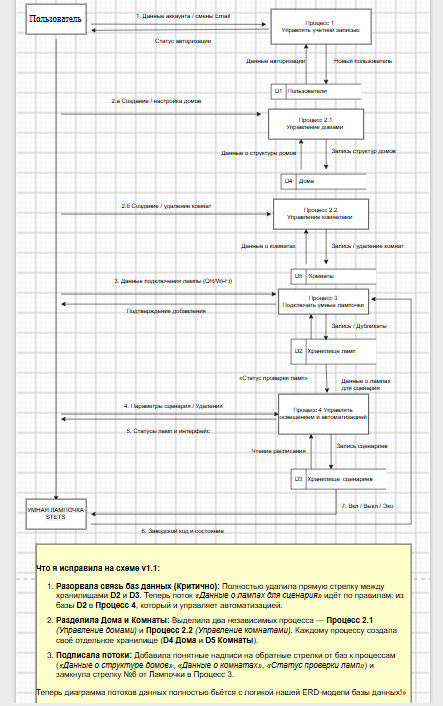 Пользователь
1. Данные аккаунта / смены Email
Статус авторизации
Процесс 1
Управлять учетной записью
Данные авторизации
Новый пользователь
D1 Пользователи
2.а Создание / настройка домов
Процесс 2.1
Управление домами
Данные о структуре домов
Запись структур домов
D4 Дома
2.б Создание / удаление комнат
Процесс 2.2
Управление комнатами
Данные о комнатах
Запись / удаление комнат
D5 Комнаты
3. Данные подключения лампы (QR/Wi-Fi)
Подтверждение добавления
Процесс 3
Подключать умные лампочки
Запись / Дубликаты
D2 Хранилище ламп
«Статус проверки ламп»
Данные о лампах
для сценария
4. Параметры сценария / Удаления
5. Статусы ламп и интерфейс
Процесс 4 Управлять
освещением и автоматизацией
Чтение расписания
Запись сценариев
D3 Хранилище сценариев
7. Вкл / Выкл / Эко
УМНАЯ ЛАМПОЧКА
STETS
6. Заводской код и состояние
Что я исправила на схеме v1.1:
1. Разорвала связь баз данных (Критично): Полностью удалила прямую стрелку между
хранилищами D2 и D3. Теперь поток «Данные о лампах для сценария» идёт по правилам: из
базы D2 в Процесс 4, который и управляет автоматизацией.
2. Разделила Дома и Комнаты: Выделила два независимых процесса — Процесс 2.1
(Управление домами) и Процесс 2.2 (Управление комнатами). Каждому процессу создала
своё отдельное хранилище (D4 Дома и D5 Комнаты).
3. Подписала потоки: Добавила понятные надписи на обратные стрелки от баз к процессам
(«Данные о структуре домов», «Данные о комнатах», «Статус проверки ламп») и
замкнула стрелку №6 от Лампочки в Процесс 3.
Теперь диаграмма потоков данных полностью бьётся с логикой нашей ERD-модели базы данных!»